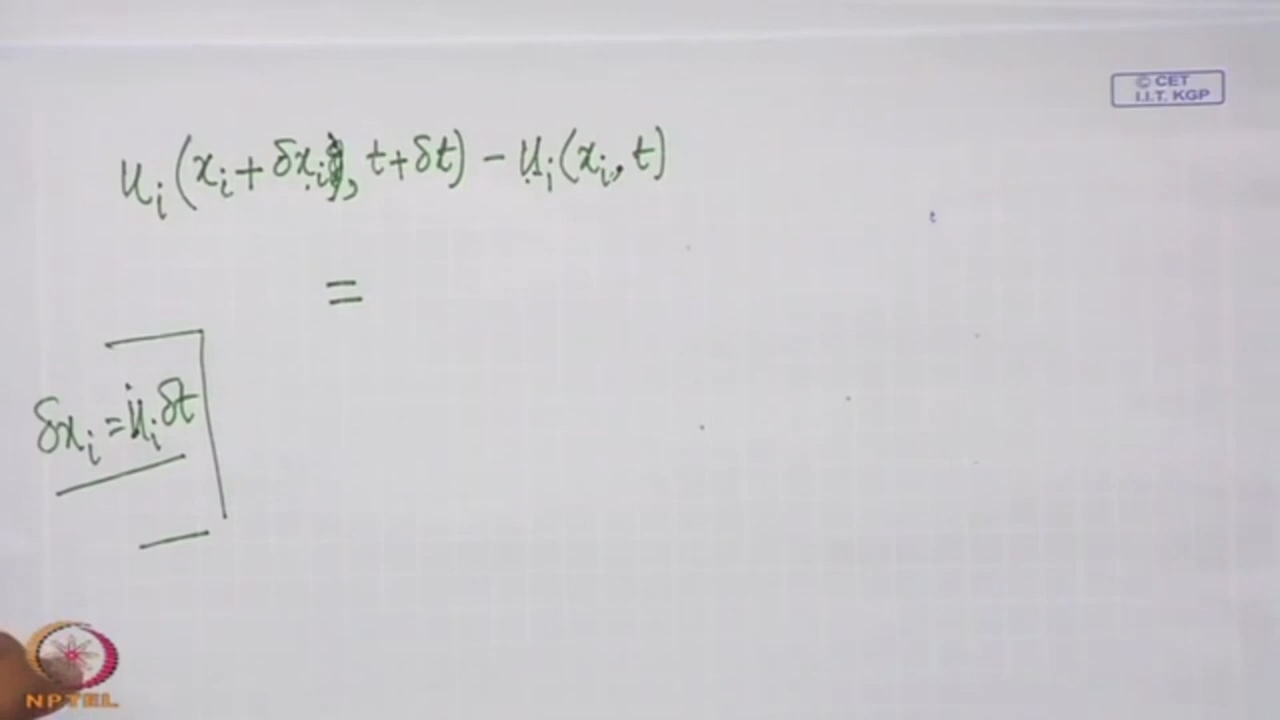 © CET
I.I.T. KGP
u_i(x_i + δx_i, t+δt) - u_i(x_i, t)
=
δx_i = u_i δt
NPTEL